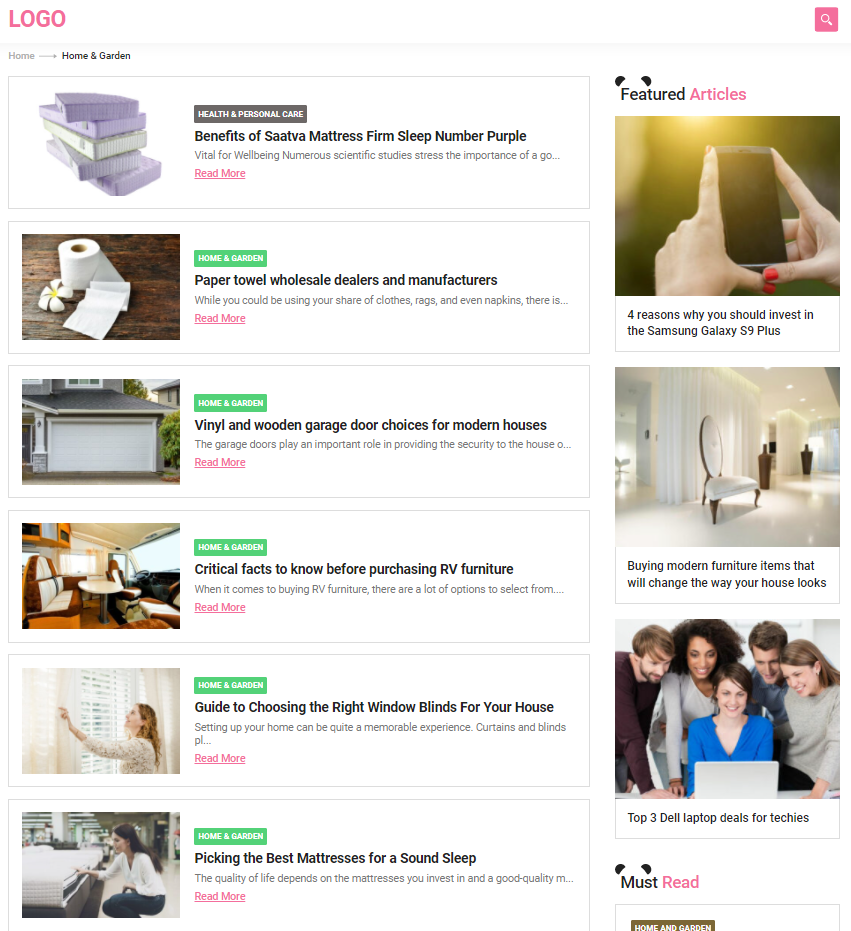 LOGO
Home
Home & Garden
HEALTH & PERSONAL CARE
Benefits of Saatva Mattress Firm Sleep Number Purple
Vital for Wellbeing Numerous scientific studies stress the importance of a go...
Read More
HOME & GARDEN
Paper towel wholesale dealers and manufacturers
While you could be using your share of clothes, rags, and even napkins, there is...
Read More
HOME & GARDEN
Vinyl and wooden garage door choices for modern houses
The garage doors play an important role in providing the security to the house o...
Read More
HOME & GARDEN
Critical facts to know before purchasing RV furniture
When it comes to buying RV furniture, there are a lot of options to select from....
Read More
HOME & GARDEN
Guide to Choosing the Right Window Blinds For Your House
Setting up your home can be quite a memorable experience. Curtains and blinds
pl...
Read More
HOME & GARDEN
Picking the Best Mattresses for a Sound Sleep
The quality of life depends on the mattresses you invest in and a good-quality m...
Read More
Featured Articles
4 reasons why you should invest in
the Samsung Galaxy S9 Plus
Buying modern furniture items that
will change the way your house looks
Top 3 Dell laptop deals for techies
Must Read
HOME AND GARDEN